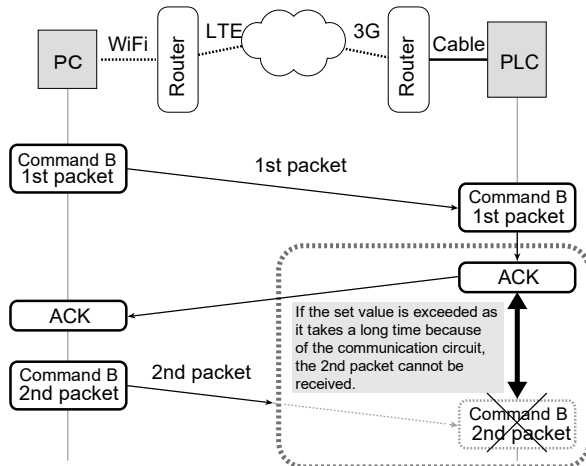 PC
WiFi
Router
LTE
3G
Router
Cable
PLC
Command B
1st packet
1st packet
Command B
1st packet
ACK
ACK
If the set value is exceeded as
it takes a long time because
of the communication circuit,
the 2nd packet cannot be
received.
Command B
2nd packet
2nd packet
Command B
2nd packet